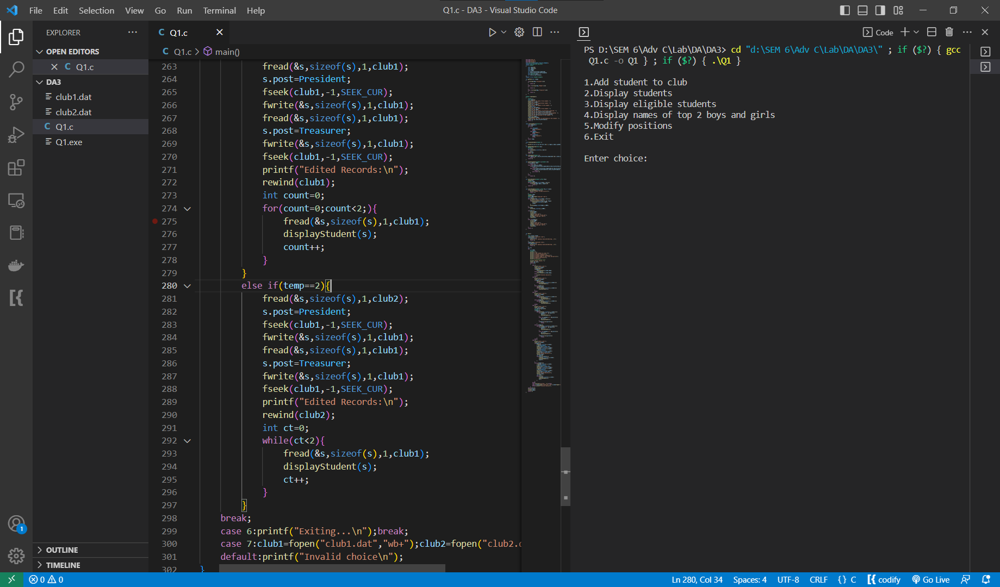 File Edit Selection View Go Run Terminal Help
Q1.c - DA3 - Visual Studio Code
EXPLORER
OPEN EDITORS
C Q1.c
DA3
club1.dat
club2.dat
C Q1.c
Q1.exe
OUTLINE
TIMELINE
C Q1.c
C Q1.c > main()
263 fread(&s,sizeof(s),1,club1);
264 s.post=President;
265 fseek(club1,-1,SEEK_CUR);
266 fwrite(&s,sizeof(s),1,club1);
267 fread(&s,sizeof(s),1,club1);
268 s.post=Treasurer;
269 fwrite(&s,sizeof(s),1,club1);
270 fseek(club1,-1,SEEK_CUR);
271 printf("Edited Records:\n");
272 rewind(club1);
273 int count=0;
274 for(count=0;count<2;){
275 fread(&s,sizeof(s),1,club1);
276 displayStudent(s);
277 count++;
278 }
279 }
280 else if(temp==2){
281 fread(&s,sizeof(s),1,club2);
282 s.post=President;
283 fseek(club1,-1,SEEK_CUR);
284 fwrite(&s,sizeof(s),1,club1);
285 fread(&s,sizeof(s),1,club1);
286 s.post=Treasurer;
287 fwrite(&s,sizeof(s),1,club1);
288 fseek(club1,-1,SEEK_CUR);
289 printf("Edited Records:\n");
290 rewind(club2);
291 int ct=0;
292 while(ct<2){
293 fread(&s,sizeof(s),1,club1);
294 displayStudent(s);
295 ct++;
296 }
297 }
298 break;
299 case 6:printf("Exiting...\n");break;
300 case 7:club1=fopen("club1.dat","wb+");club2=fopen("club2.
301 default:printf("Invalid choice\n");
302 }
Code
PS D:\SEM 6\Adv C\Lab\DA\DA3> cd "d:\SEM 6\Adv C\Lab\DA\DA3\" ; if ($?) { gcc
Q1.c -o Q1 } ; if ($?) { .\Q1 }
1.Add student to club
2.Display students
3.Display eligible students
4.Display names of top 2 boys and girls
5.Modify positions
6.Exit
Enter choice:
1
0 0
Ln 280, Col 34 Spaces: 4 UTF-8 CRLF {} C codify Go Live